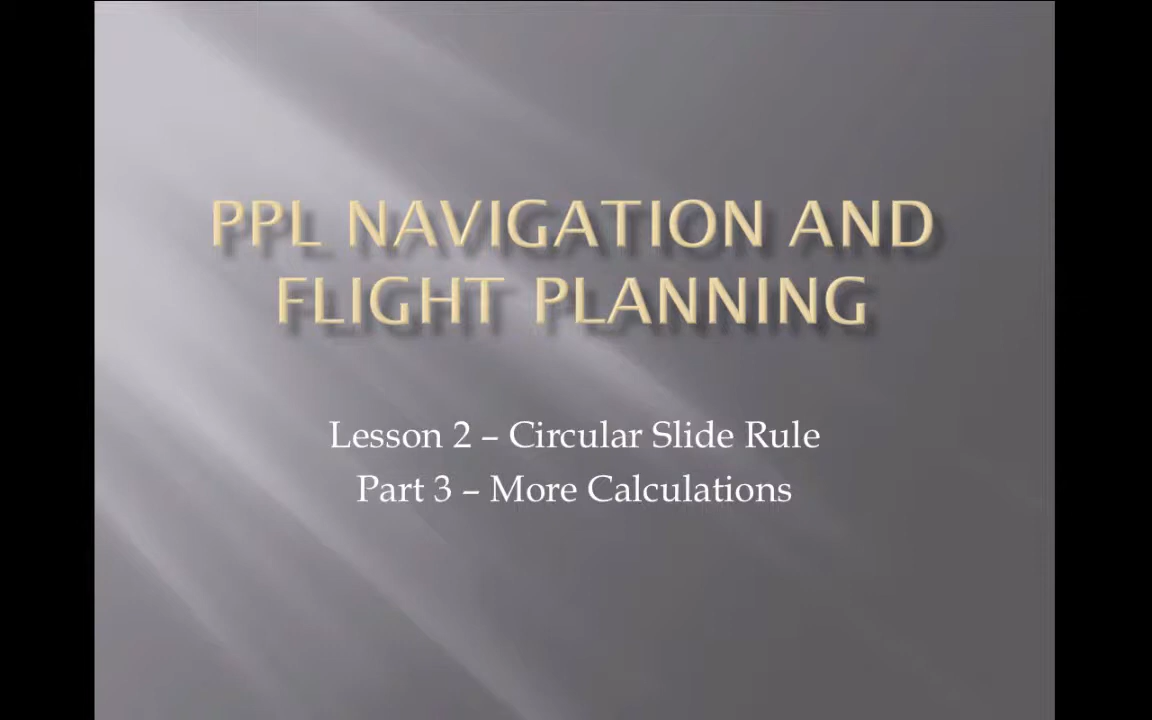 PPL NAVIGATION AND
FLIGHT PLANNING
Lesson 2 – Circular Slide Rule
Part 3 – More Calculations